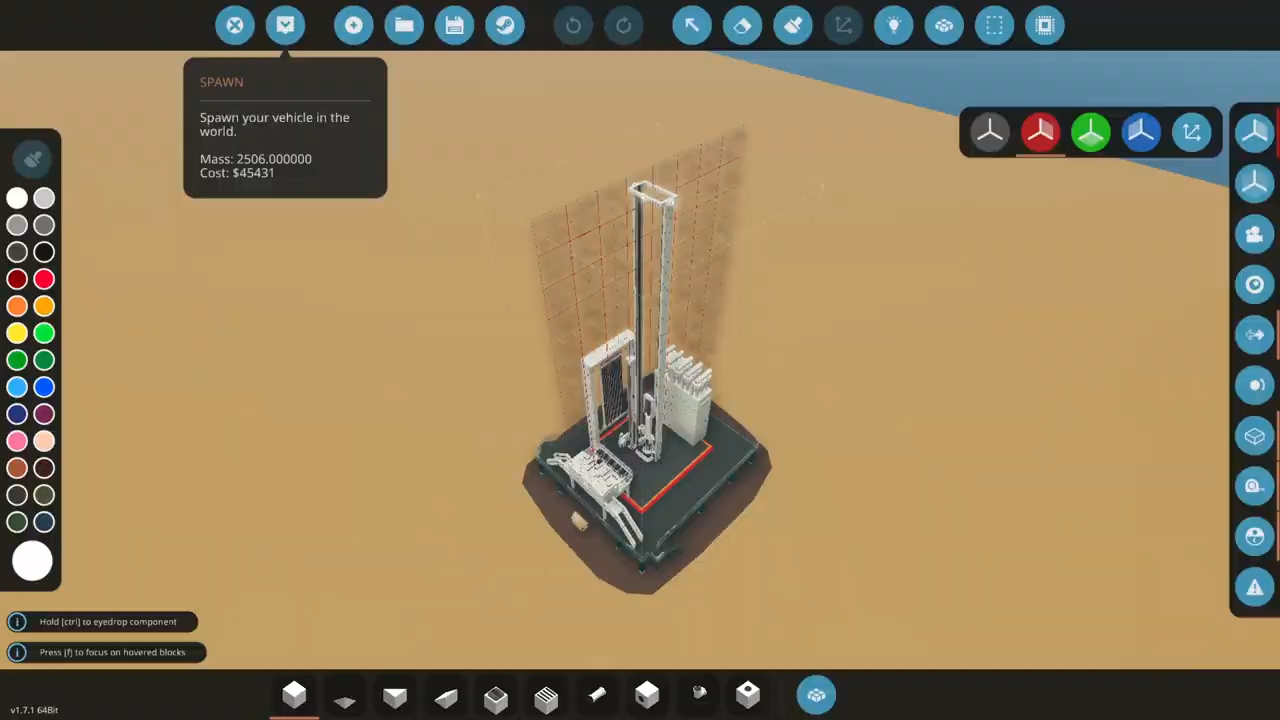 SPAWN
Spawn your vehicle in the
world.
Mass: 2506.000000
Cost: $45431
Hold [ctrl] to eyedrop component
Press [f] to focus on hovered blocks
v1.7.1 64Bit